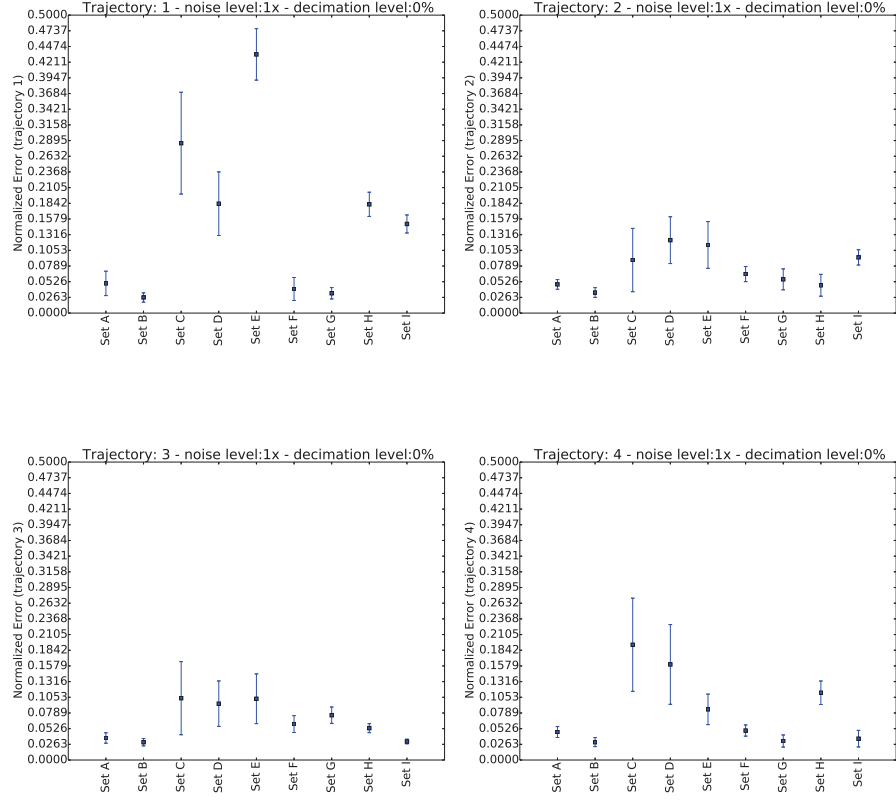 Trajectory: 1 - noise level:1x - decimation level:0%
Normalized Error (trajectory 1)
0.5000
0.4737
0.4474
0.4211
0.3947
0.3684
0.3421
0.3158
0.2895
0.2632
0.2368
0.2105
0.1842
0.1579
0.1316
0.1053
0.0789
0.0526
0.0263
0.0000
Set A
Set B
Set C
Set D
Set E
Set F
Set G
Set H
Set I
Trajectory: 2 - noise level:1x - decimation level:0%
Normalized Error (trajectory 2)
0.5000
0.4737
0.4474
0.4211
0.3947
0.3684
0.3421
0.3158
0.2895
0.2632
0.2368
0.2105
0.1842
0.1579
0.1316
0.1053
0.0789
0.0526
0.0263
0.0000
Set A
Set B
Set C
Set D
Set E
Set F
Set G
Set H
Set I
Trajectory: 3 - noise level:1x - decimation level:0%
Normalized Error (trajectory 3)
0.5000
0.4737
0.4474
0.4211
0.3947
0.3684
0.3421
0.3158
0.2895
0.2632
0.2368
0.2105
0.1842
0.1579
0.1316
0.1053
0.0789
0.0526
0.0263
0.0000
Set A
Set B
Set C
Set D
Set E
Set F
Set G
Set H
Set I
Trajectory: 4 - noise level:1x - decimation level:0%
Normalized Error (trajectory 4)
0.5000
0.4737
0.4474
0.4211
0.3947
0.3684
0.3421
0.3158
0.2895
0.2632
0.2368
0.2105
0.1842
0.1579
0.1316
0.1053
0.0789
0.0526
0.0263
0.0000
Set A
Set B
Set C
Set D
Set E
Set F
Set G
Set H
Set I